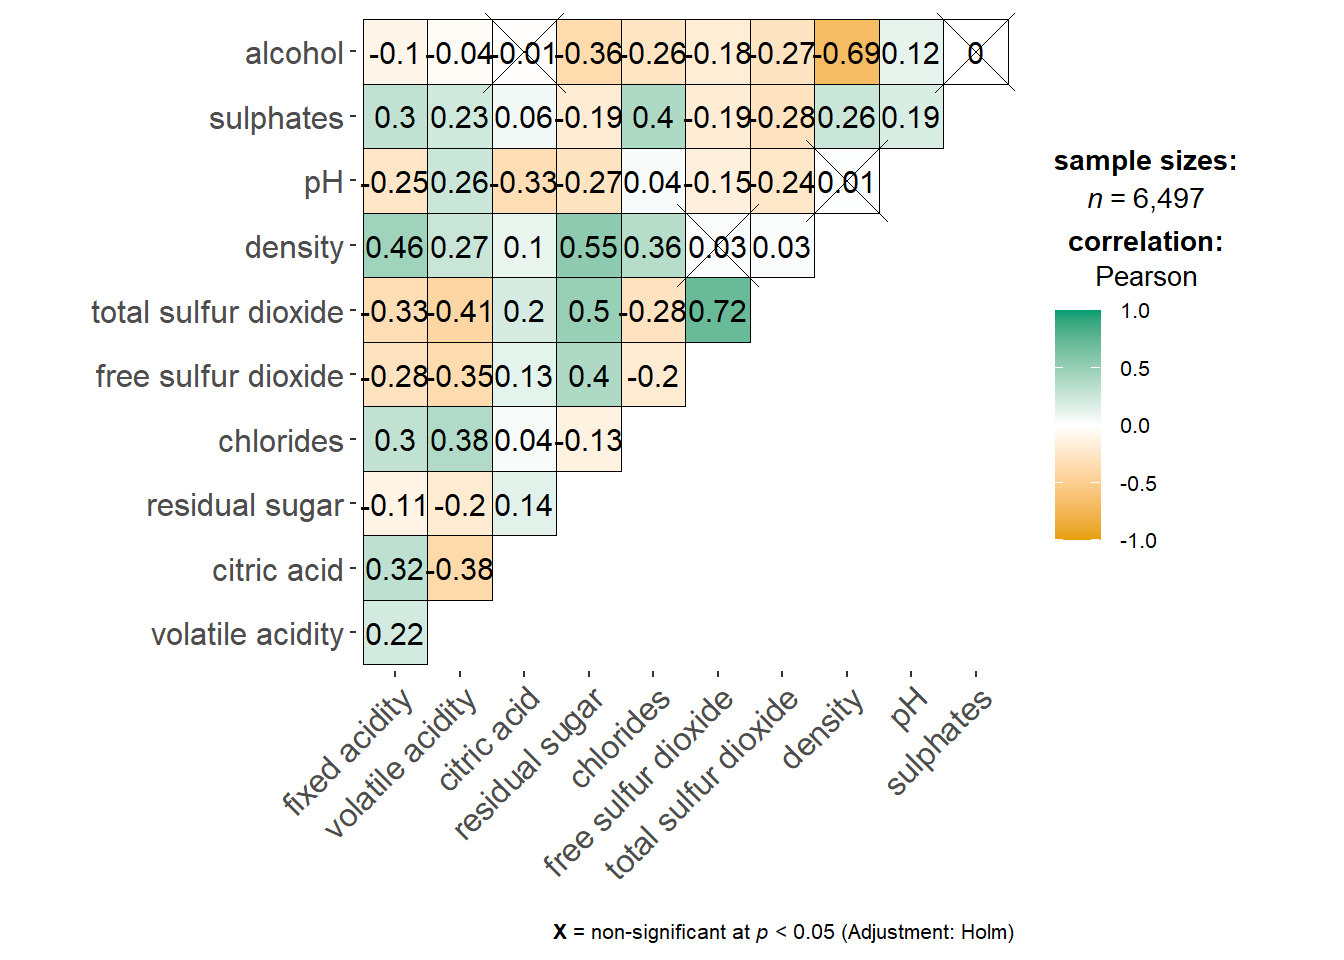 alcohol -0.1 -0.04 -0.01 -0.36 -0.26 -0.18 -0.27 -0.69 0.12 0
sulphates 0.3 0.23 0.06 -0.19 0.4 -0.19 -0.28 0.26 0.19
pH -0.25 0.26 -0.33 -0.27 0.04 -0.15 -0.24 0.01
density 0.46 0.27 0.1 0.55 0.36 0.03 0.03
total sulfur dioxide -0.33 -0.41 0.2 0.5 -0.28 0.72
free sulfur dioxide -0.28 -0.35 0.13 0.4 -0.2
chlorides 0.3 0.38 0.04 -0.13
residual sugar -0.11 -0.2 0.14
citric acid 0.32 -0.38
volatile acidity 0.22
fixed acidity
volatile acidity
citric acid
residual sugar
chlorides
free sulfur dioxide
total sulfur dioxide
density
pH
sulphates
sample sizes:
n = 6,497
correlation:
Pearson
1.0
0.5
0.0
-0.5
-1.0
X = non-significant at p < 0.05 (Adjustment: Holm)